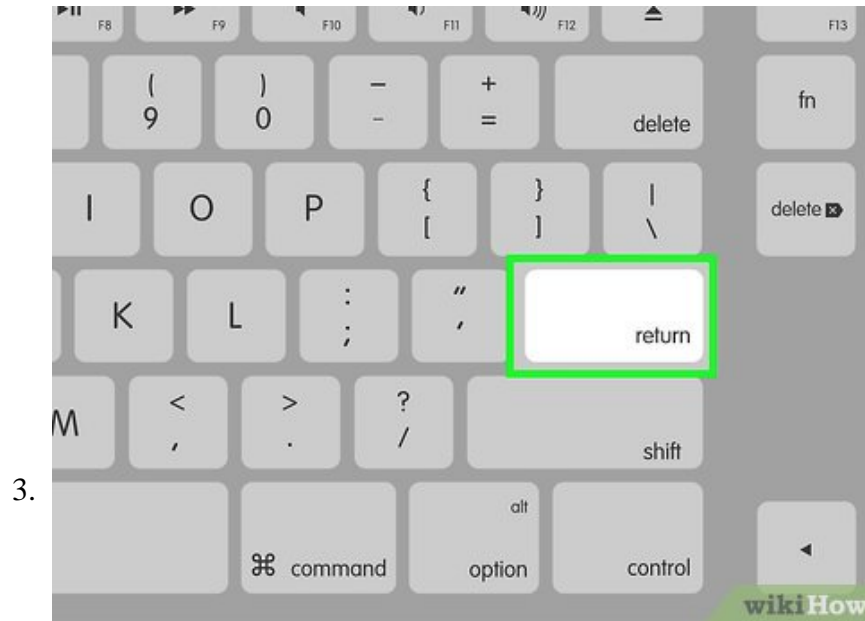 F8 F9 F10 F11 F12 F13
( ) – +
9 0 - = delete fn
{ } |
I O P [ ] \ delete
K L : ; " ' return
< > ?
M , . / shift
3.
alt
⌘ command option control
wikiHow